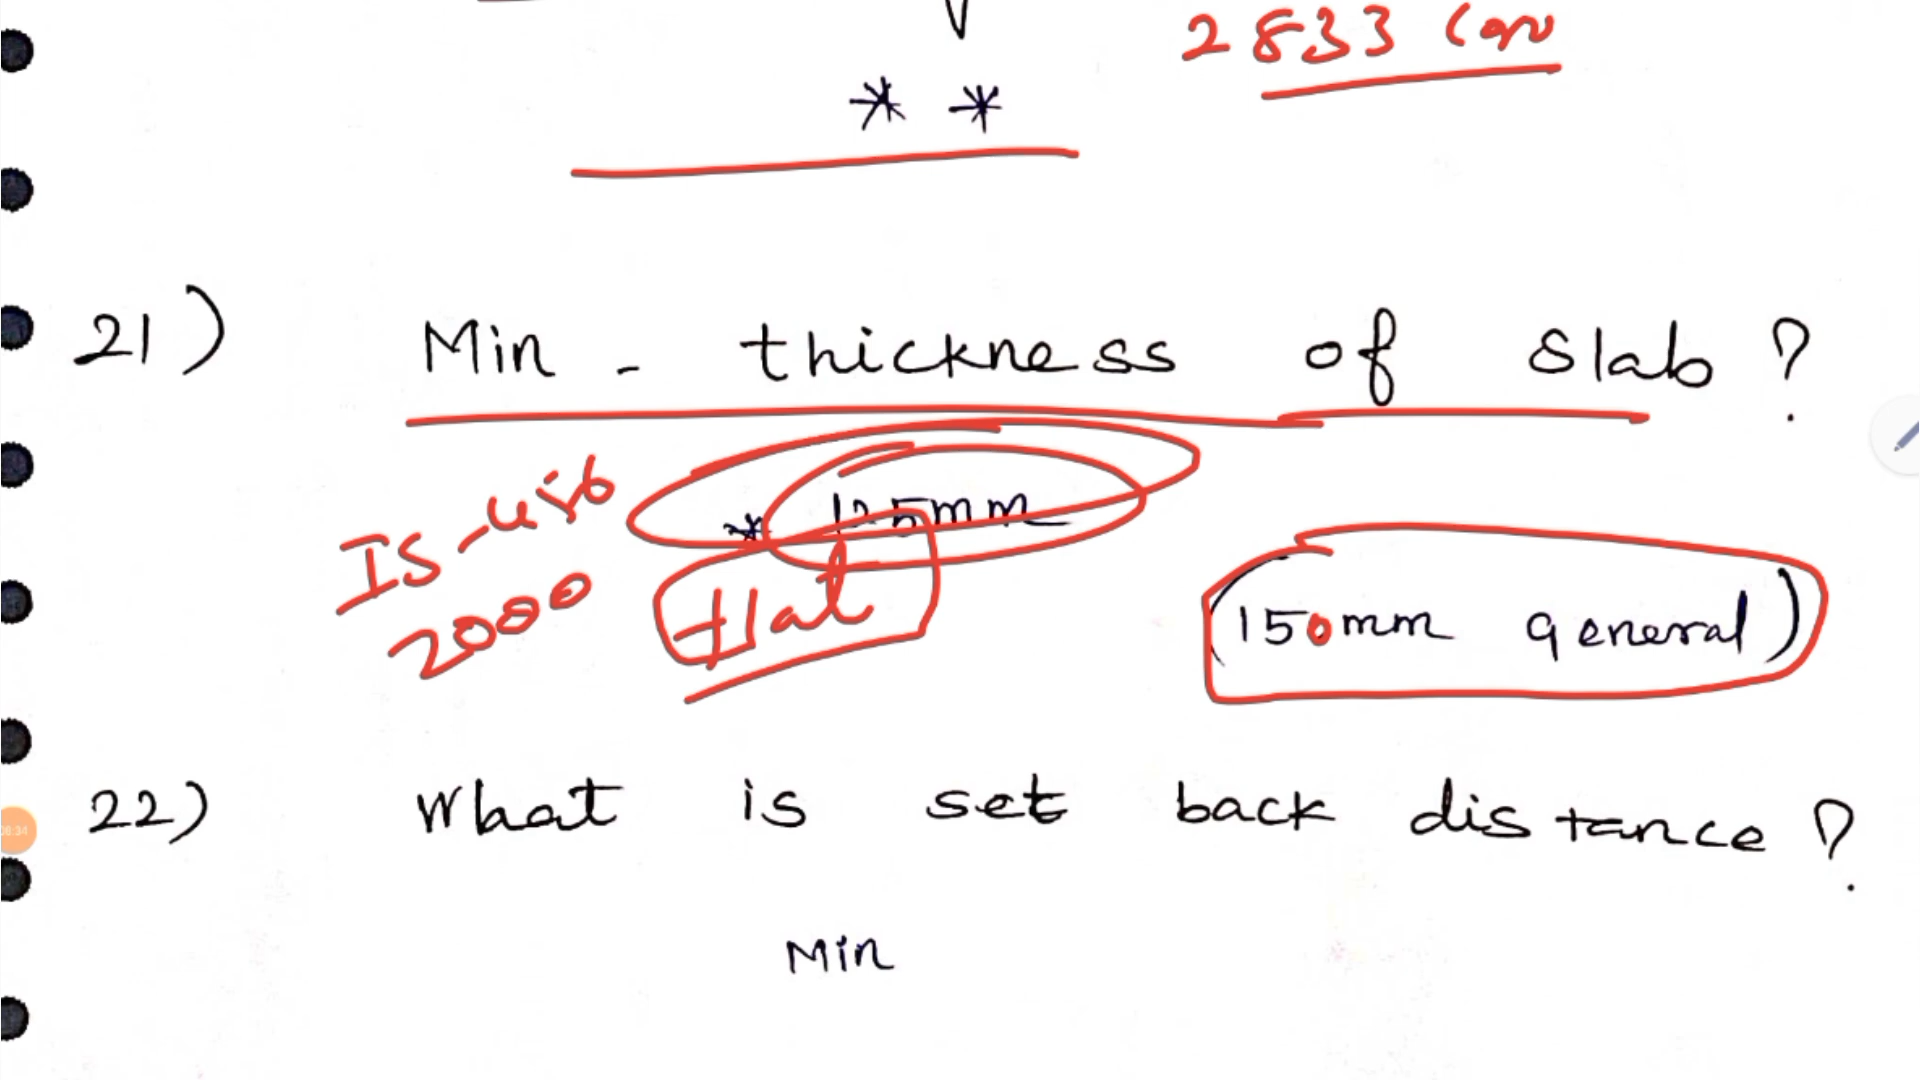 2833
* *
21) Min - thickness of slab?
* 125mm
IS-456
2000
flat
(150mm general)
22) What is set back distance?
Min